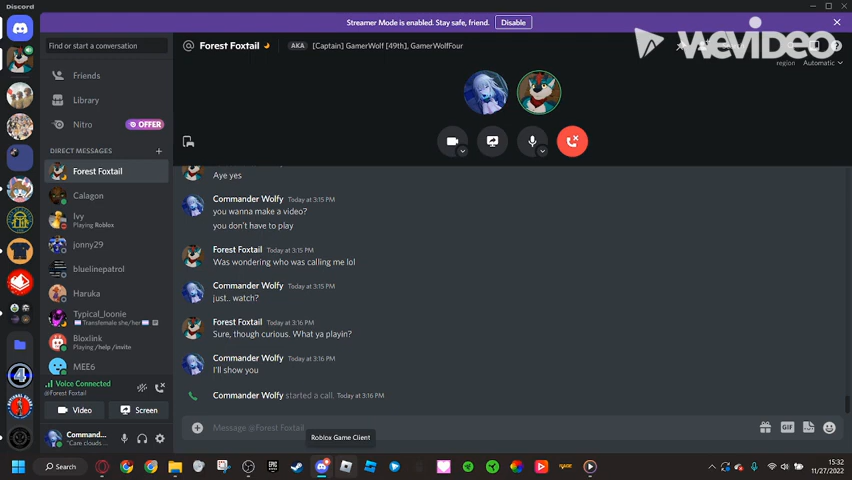 Discord
Streamer Mode is enabled. Stay safe, friend.
Disable
WeVideo
Find or start a conversation
Forest Foxtail
AKA
[Captain] GamerWolf [49th], GamerWolfFour
region
Automatic
Friends
Library
Nitro
OFFER
DIRECT MESSAGES
Forest Foxtail
Calagon
Ivy
Playing Roblox
jonny29
bluelinepatrol
Haruka
Typical_loonie
Transfemale she/her
Bloxlink
Playing /help /invite
MEE6
Voice Connected
@Forest Foxtail
Video
Screen
Command...
"Care clouds ...
Aye yes
Commander Wolfy Today at 3:15 PM
you wanna make a video?
you don't have to play
Forest Foxtail Today at 3:15 PM
Was wondering who was calling me lol
Commander Wolfy Today at 3:15 PM
just.. watch?
Forest Foxtail Today at 3:16 PM
Sure, though curious. What ya playin?
Commander Wolfy Today at 3:16 PM
I'll show you
Commander Wolfy started a call. Today at 3:16 PM
Message @Forest Foxtail
GIF
Roblox Game Client
Search
EPIC
15:32
11/27/2022